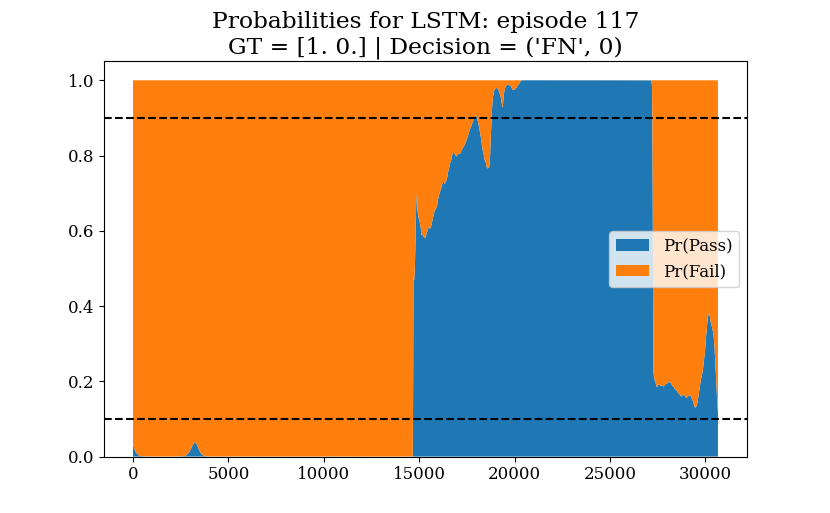 Probabilities for LSTM: episode 117
GT = [1. 0.] | Decision = ('FN', 0)
1.0
0.8
0.6
0.4
0.2
0.0
Pr(Pass)
Pr(Fail)
0 5000 10000 15000 20000 25000 30000